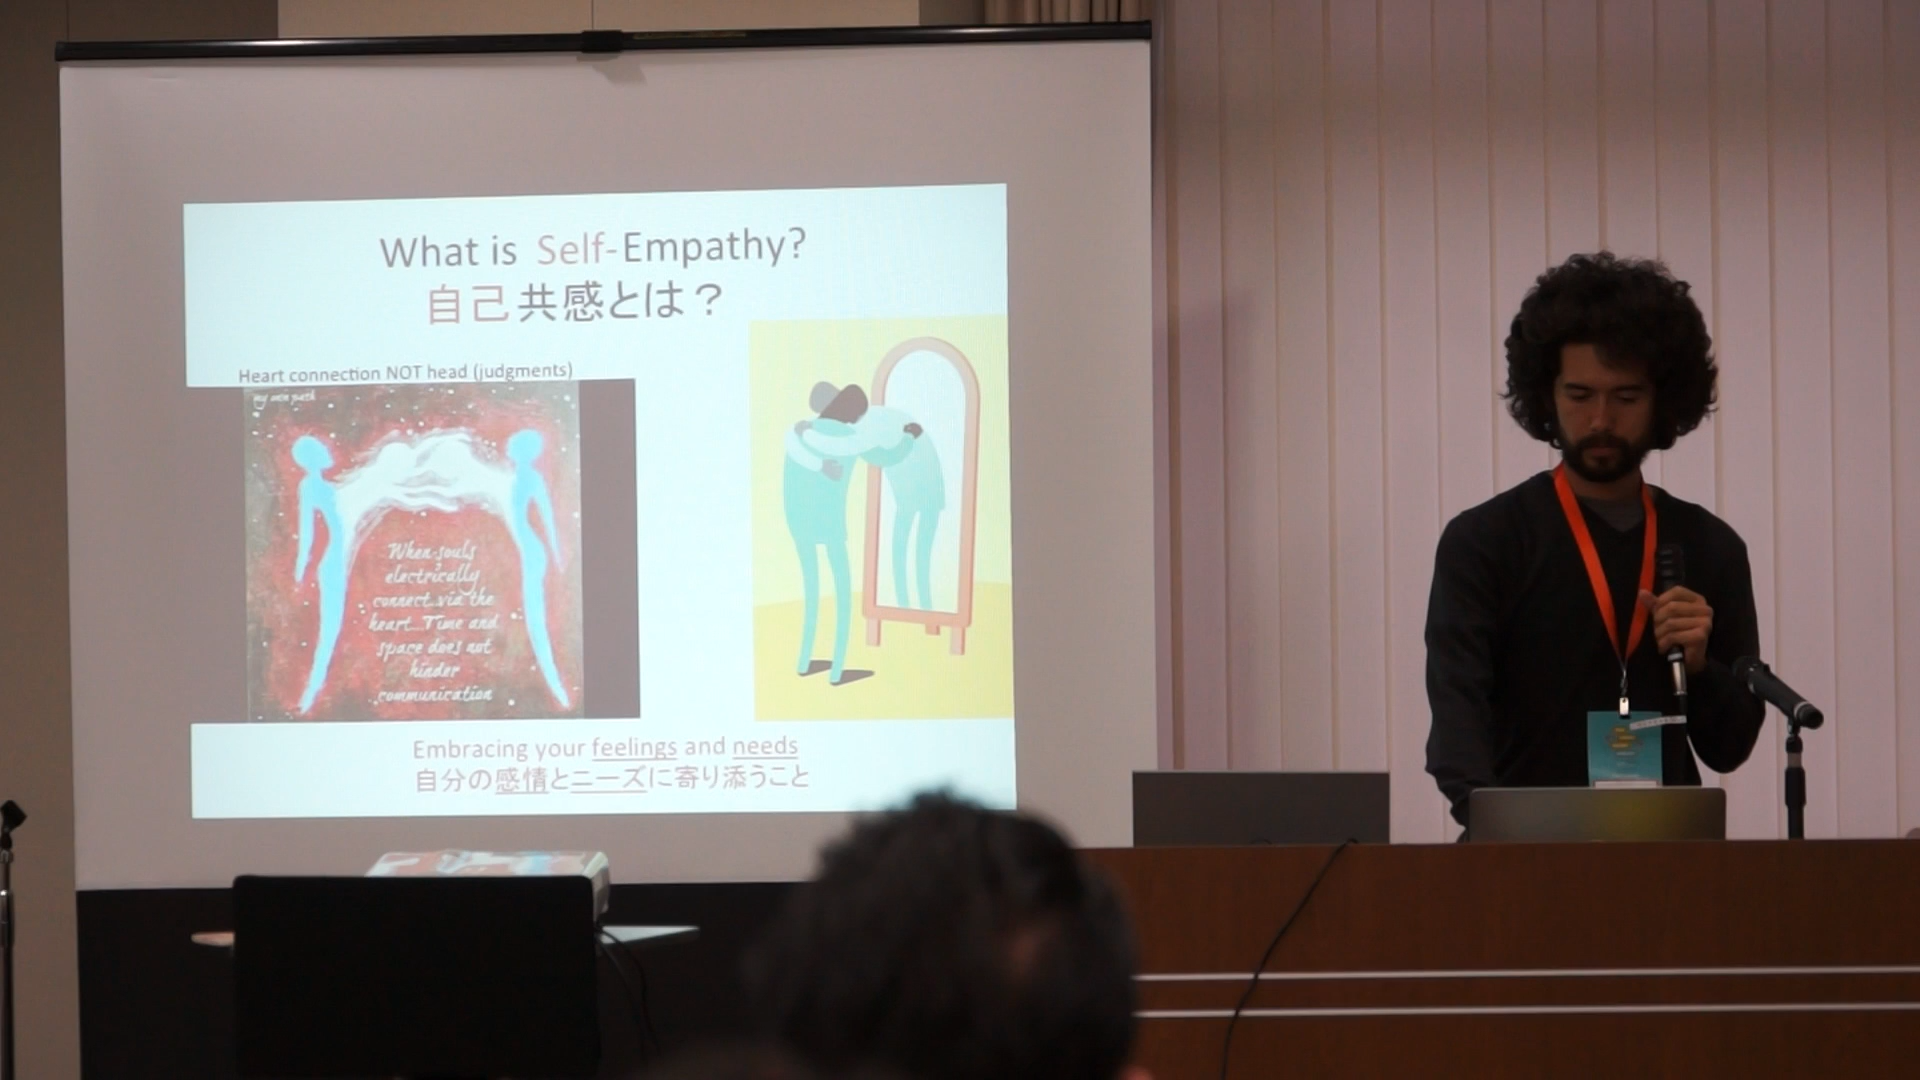 What is Self-Empathy?
自己共感とは？
Heart connection NOT head (judgments)
my own path
When souls
electrically
connect..via the
heart...Time and
space does not
hinder
communication
Embracing your feelings and needs
自分の感情とニーズに寄り添うこと